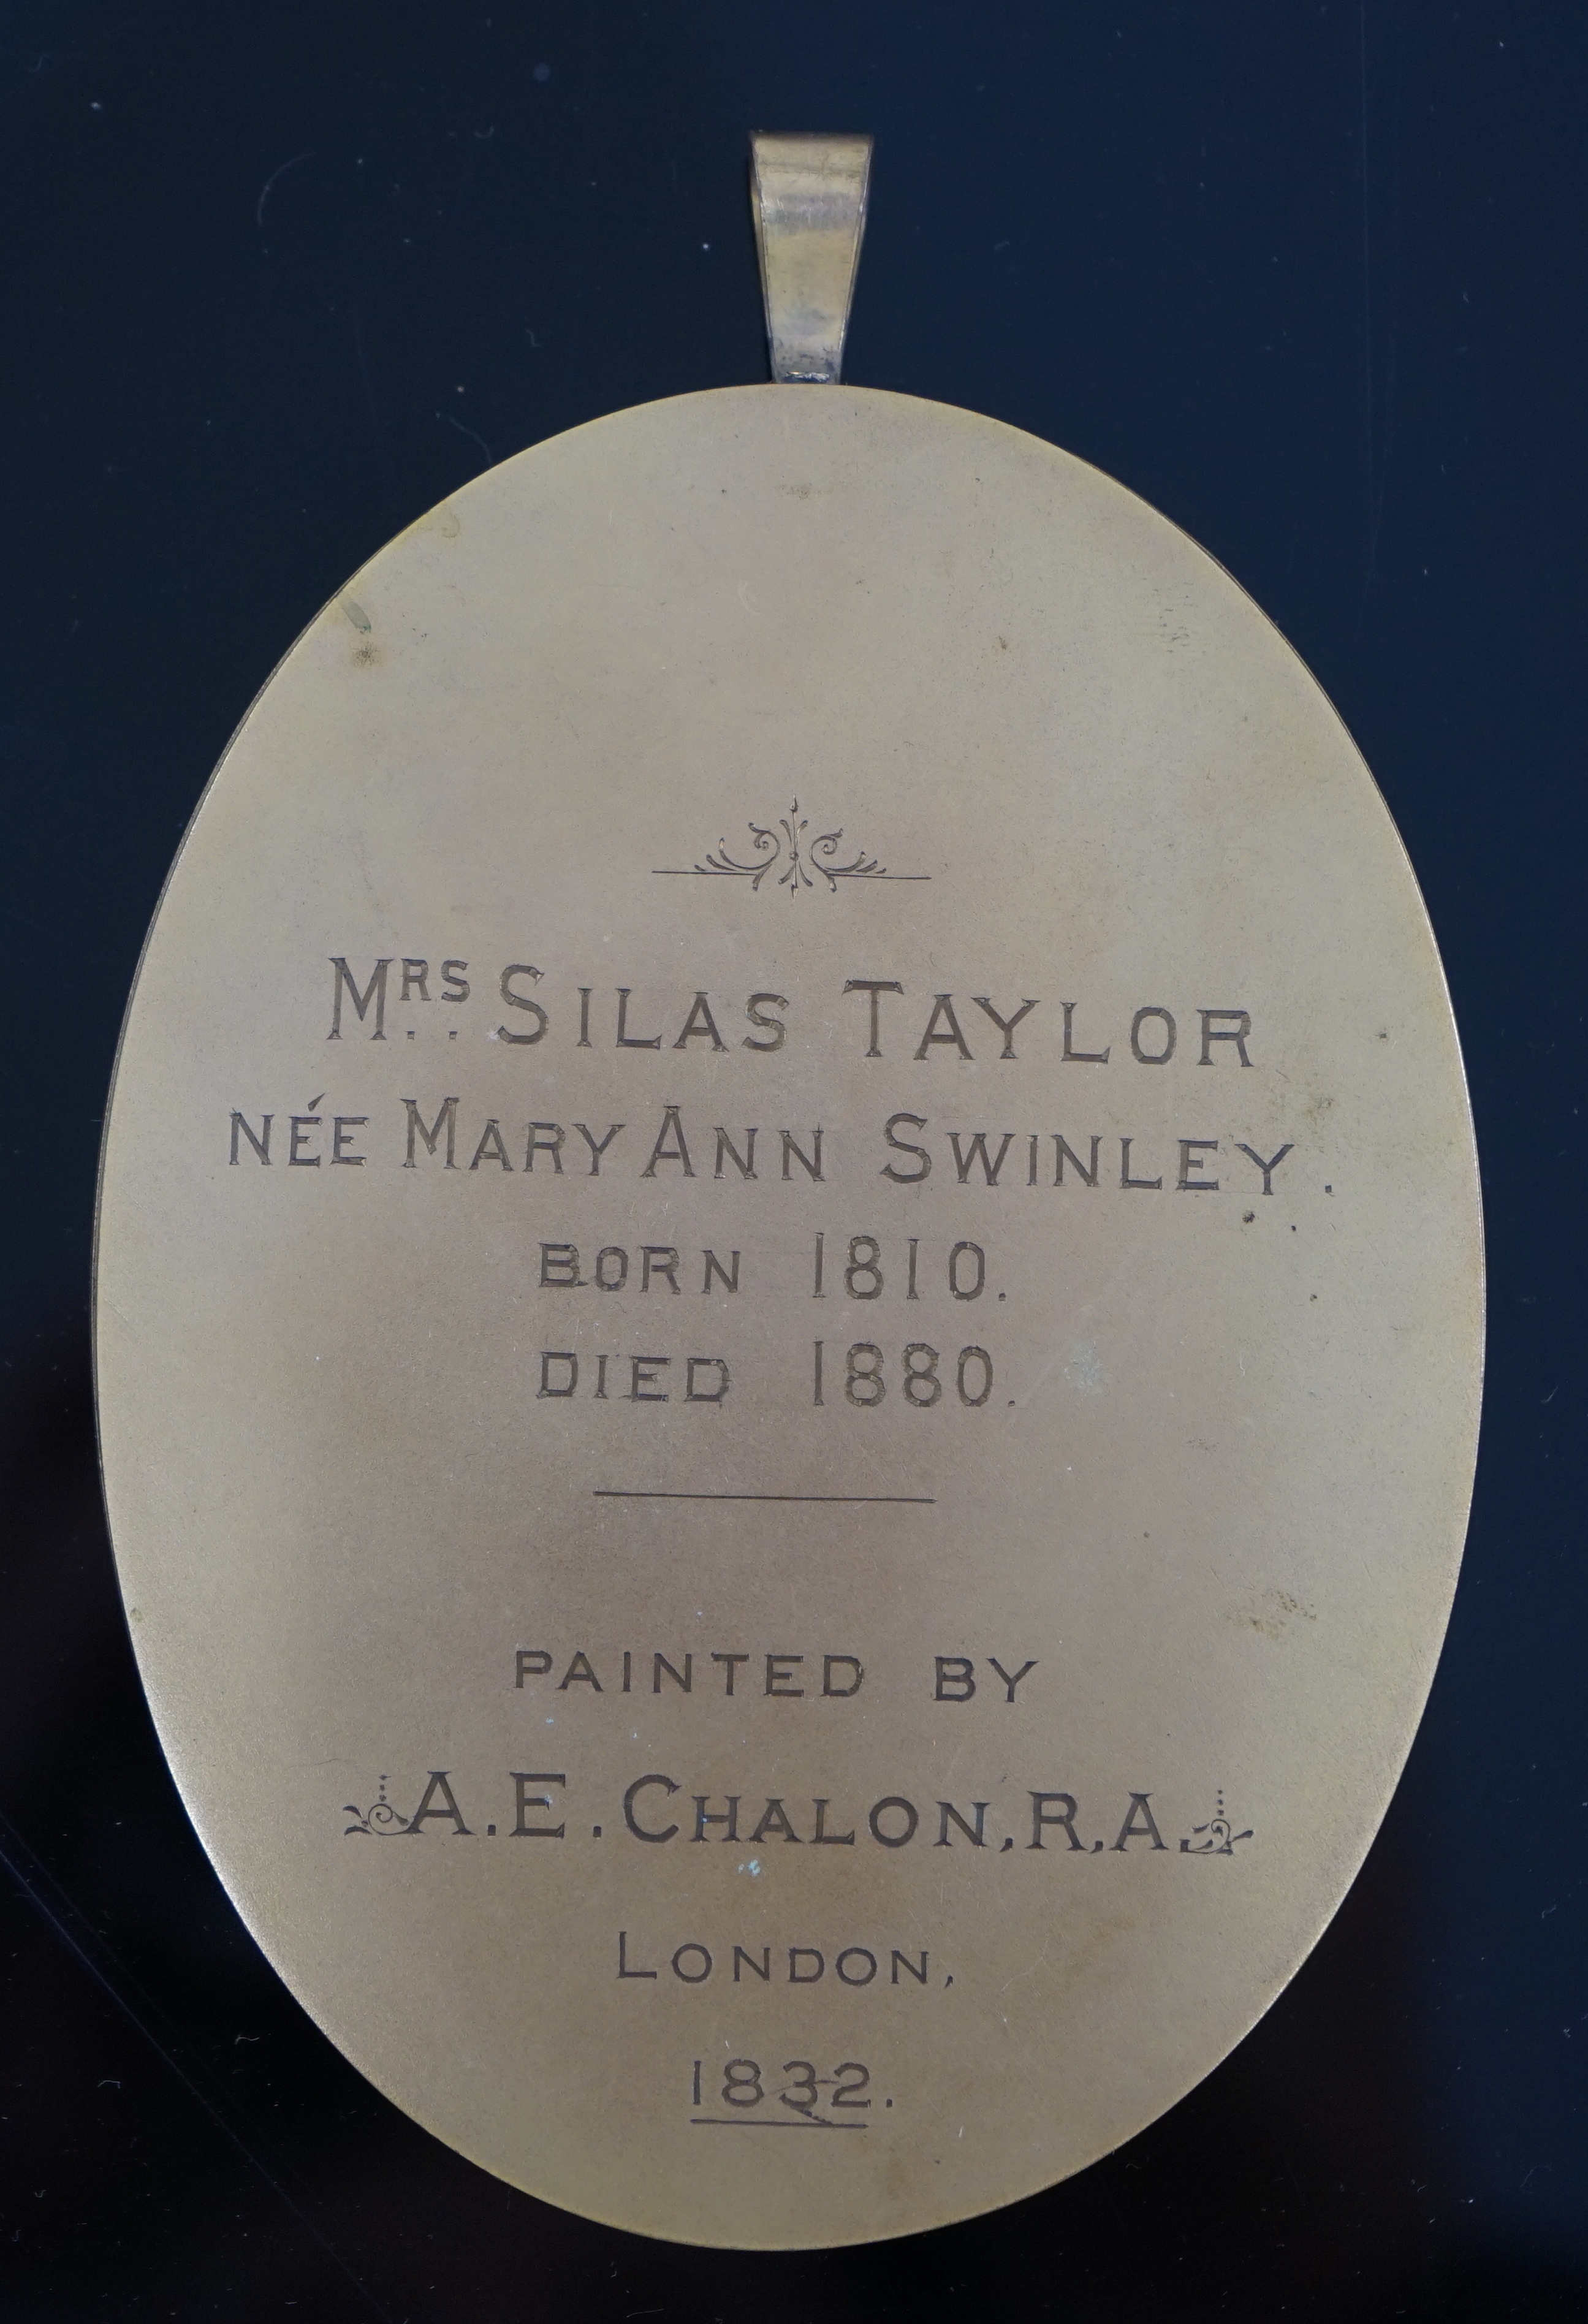 MRS. SILAS TAYLOR
NÉE MARY ANN SWINLEY.
BORN 1810.
DIED 1880.
PAINTED BY
A.E. CHALON, R.A.
LONDON,
1832.